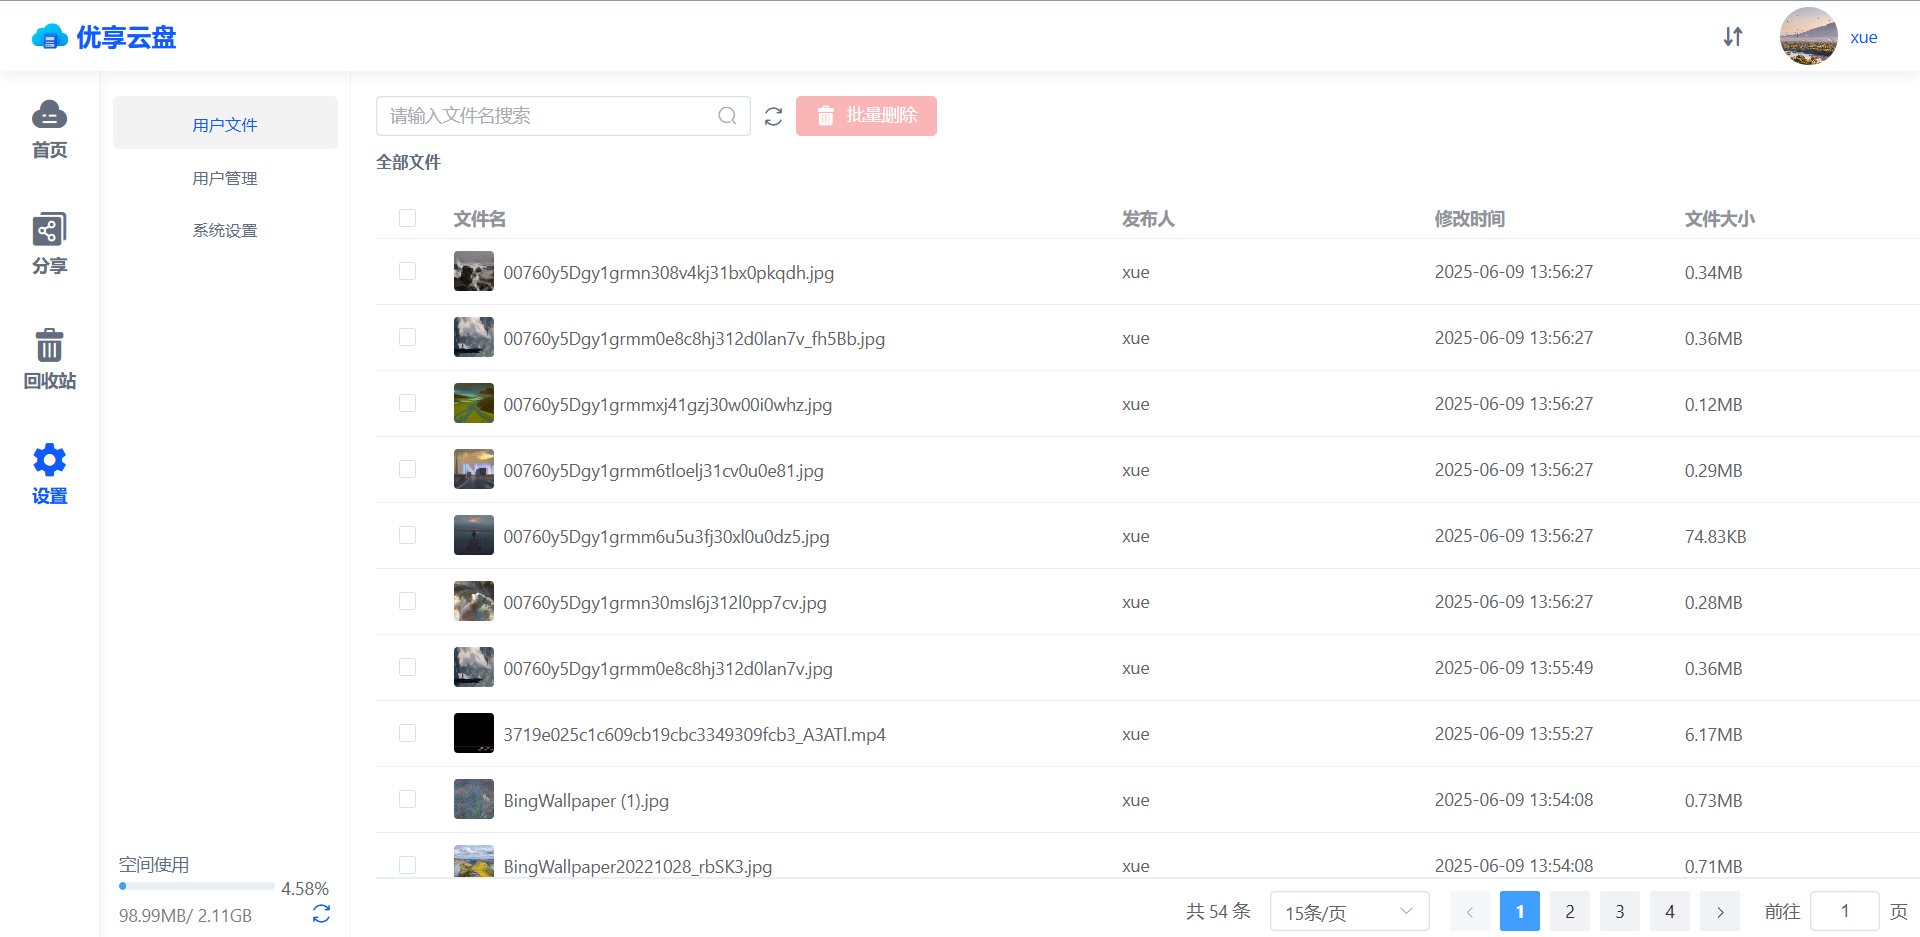 优享云盘
xue
首页
分享
回收站
设置
用户文件
用户管理
系统设置
空间使用
4.58%
98.99MB/ 2.11GB
请输入文件名搜索
批量删除
全部文件
文件名 发布人 修改时间 文件大小
00760y5Dgy1grmn308v4kj31bx0pkqdh.jpg xue 2025-06-09 13:56:27 0.34MB
00760y5Dgy1grmm0e8c8hj312d0lan7v_fh5Bb.jpg xue 2025-06-09 13:56:27 0.36MB
00760y5Dgy1grmmxj41gzj30w00i0whz.jpg xue 2025-06-09 13:56:27 0.12MB
00760y5Dgy1grmm6tloelj31cv0u0e81.jpg xue 2025-06-09 13:56:27 0.29MB
00760y5Dgy1grmm6u5u3fj30xl0u0dz5.jpg xue 2025-06-09 13:56:27 74.83KB
00760y5Dgy1grmn30msl6j312l0pp7cv.jpg xue 2025-06-09 13:56:27 0.28MB
00760y5Dgy1grmm0e8c8hj312d0lan7v.jpg xue 2025-06-09 13:55:49 0.36MB
3719e025c1c609cb19cbc3349309fcb3_A3ATl.mp4 xue 2025-06-09 13:55:27 6.17MB
BingWallpaper (1).jpg xue 2025-06-09 13:54:08 0.73MB
BingWallpaper20221028_rbSK3.jpg xue 2025-06-09 13:54:08 0.71MB
共 54 条 15条/页 1 2 3 4 前往 1 页